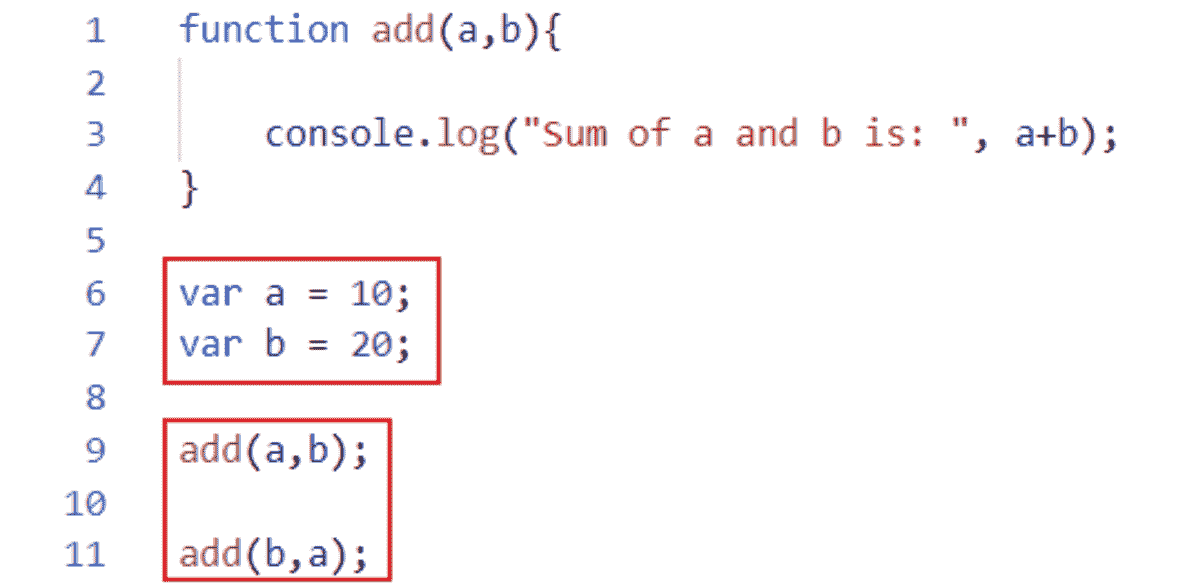 1 function add(a,b){
2
3 console.log("Sum of a and b is: ", a+b);
4 }
5
6 var a = 10;
7 var b = 20;
8
9 add(a,b);
10
11 add(b,a);